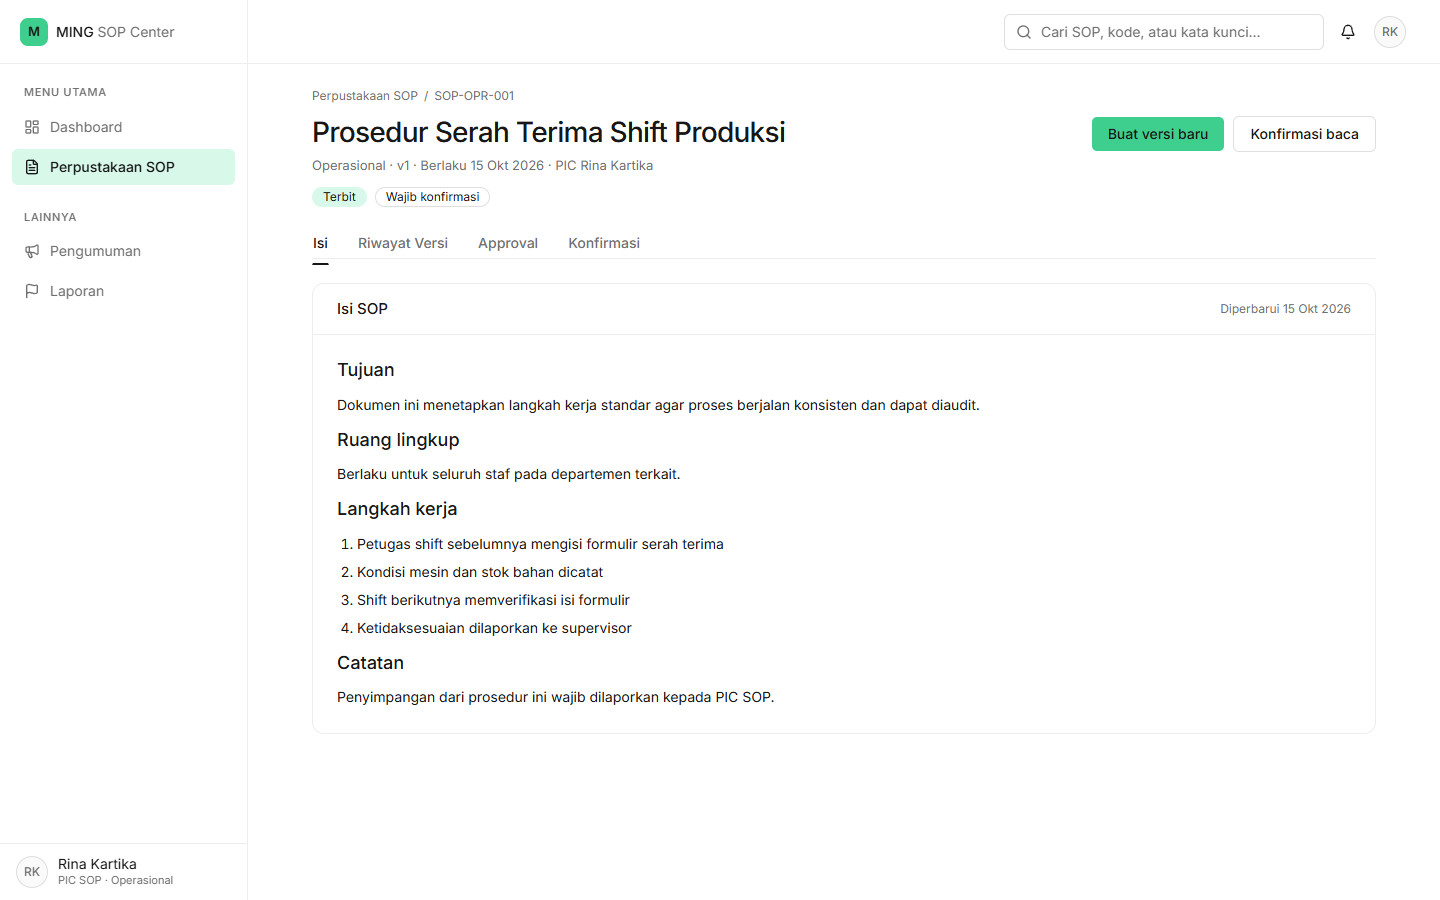 M MING SOP Center
Cari SOP, kode, atau kata kunci...
RK
MENU UTAMA
Dashboard
Perpustakaan SOP
LAINNYA
Pengumuman
Laporan
Perpustakaan SOP / SOP-OPR-001
Prosedur Serah Terima Shift Produksi
Buat versi baru
Konfirmasi baca
Operasional · v1 · Berlaku 15 Okt 2026 · PIC Rina Kartika
Terbit
Wajib konfirmasi
Isi
Riwayat Versi
Approval
Konfirmasi
Isi SOP
Diperbarui 15 Okt 2026
Tujuan
Dokumen ini menetapkan langkah kerja standar agar proses berjalan konsisten dan dapat diaudit.
Ruang lingkup
Berlaku untuk seluruh staf pada departemen terkait.
Langkah kerja
1. Petugas shift sebelumnya mengisi formulir serah terima
2. Kondisi mesin dan stok bahan dicatat
3. Shift berikutnya memverifikasi isi formulir
4. Ketidaksesuaian dilaporkan ke supervisor
Catatan
Penyimpangan dari prosedur ini wajib dilaporkan kepada PIC SOP.
RK
Rina Kartika
PIC SOP · Operasional